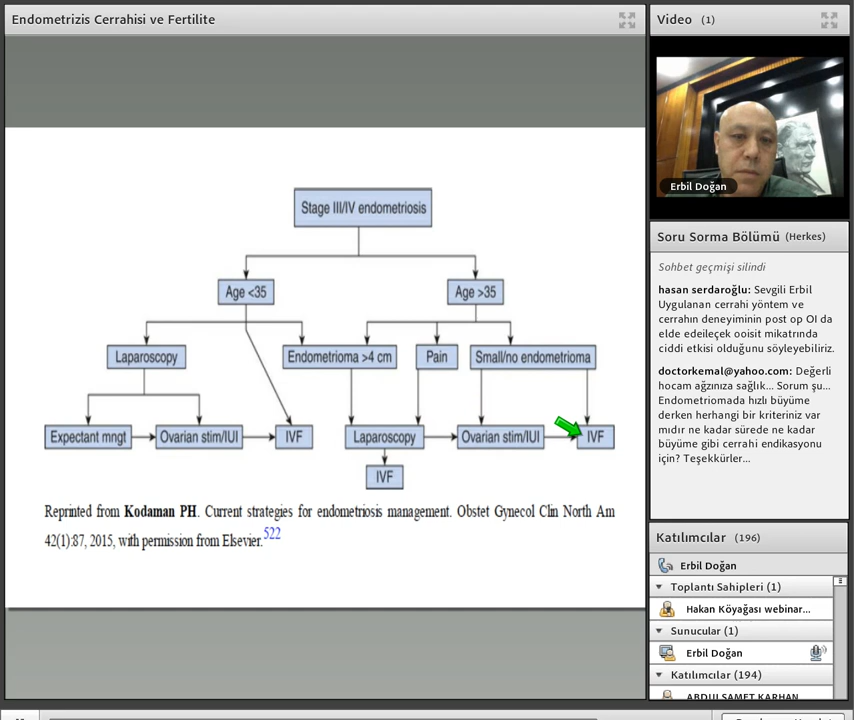 Endometrizis Cerrahisi ve Fertilite
Stage III/IV endometriosis
Age <35
Age >35
Laparoscopy
Endometrioma >4 cm
Pain
Small/no endometrioma
Expectant mngt
Ovarian stim/IUI
IVF
Laparoscopy
Ovarian stim/IUI
IVF
IVF
Reprinted from Kodaman PH. Current strategies for endometriosis management. Obstet Gynecol Clin North Am
42(1):87, 2015, with permission from Elsevier.522
Video (1)
Erbil Doğan
Soru Sorma Bölümü (Herkes)
Sohbet geçmişi silindi
hasan serdaroğlu: Sevgili Erbil
Uygulanan cerrahi yöntem ve
cerrahın deneyiminin post op OI da
elde edileçek ooisit mikatrında
ciddi etkisi olduğunu söyleyebiliriz.
doctorkemal@yahoo.com: Değerli
hocam ağzınıza sağlık... Sorum şu...
Endometriomada hızlı büyüme
derken herhangi bir kriteriniz var
mıdır ne kadar sürede ne kadar
büyüme gibi cerrahi endikasyonu
için? Teşekkürler...
Katılımcılar (196)
Erbil Doğan
Toplantı Sahipleri (1)
Hakan Köyağası webinar...
Sunucular (1)
Erbil Doğan
Katılımcılar (194)
ABDULSAMET KARHAN